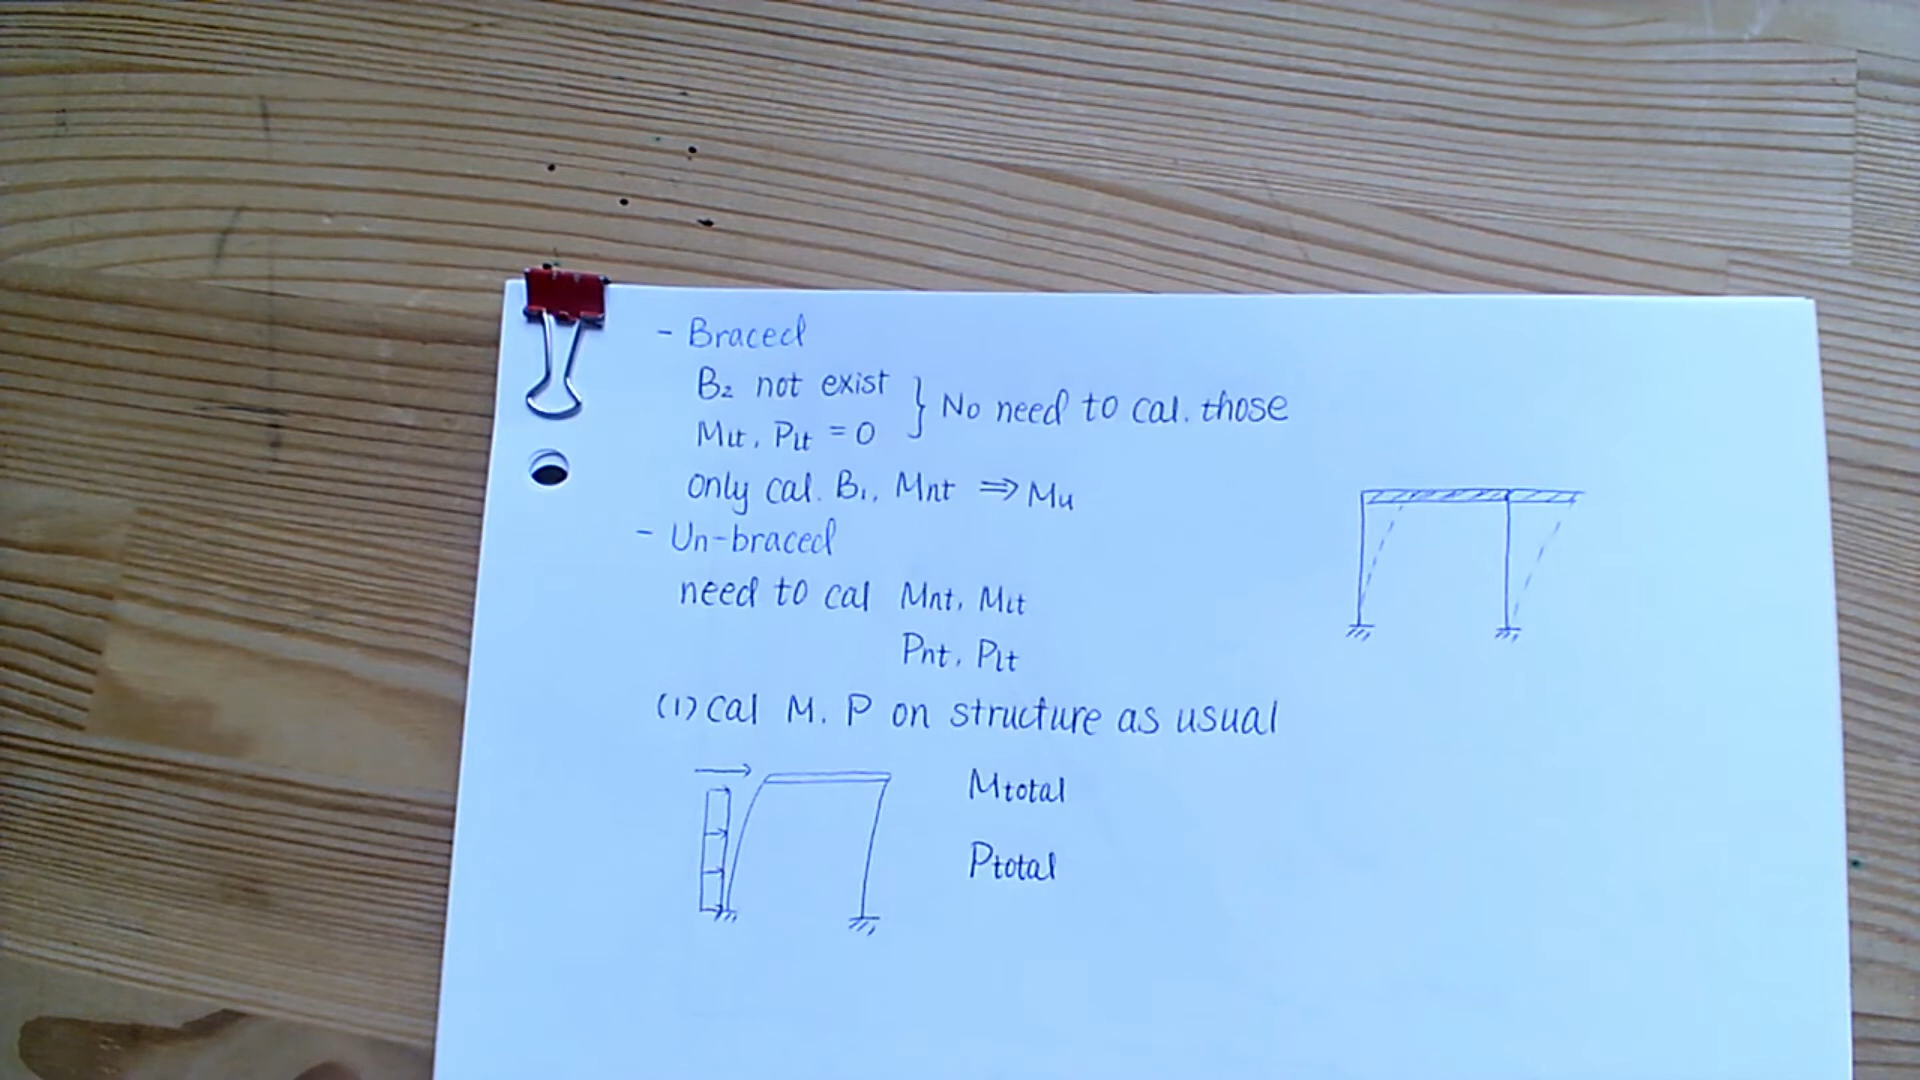 - Braced
B₂ not exist } No need to cal. those
Mlt, Plt = 0
only cal. B₁, Mnt ⇒ Mu
- Un-braced
need to cal Mnt, Mlt
Pnt, Plt
(1) cal M. P on structure as usual
Mtotal
Ptotal